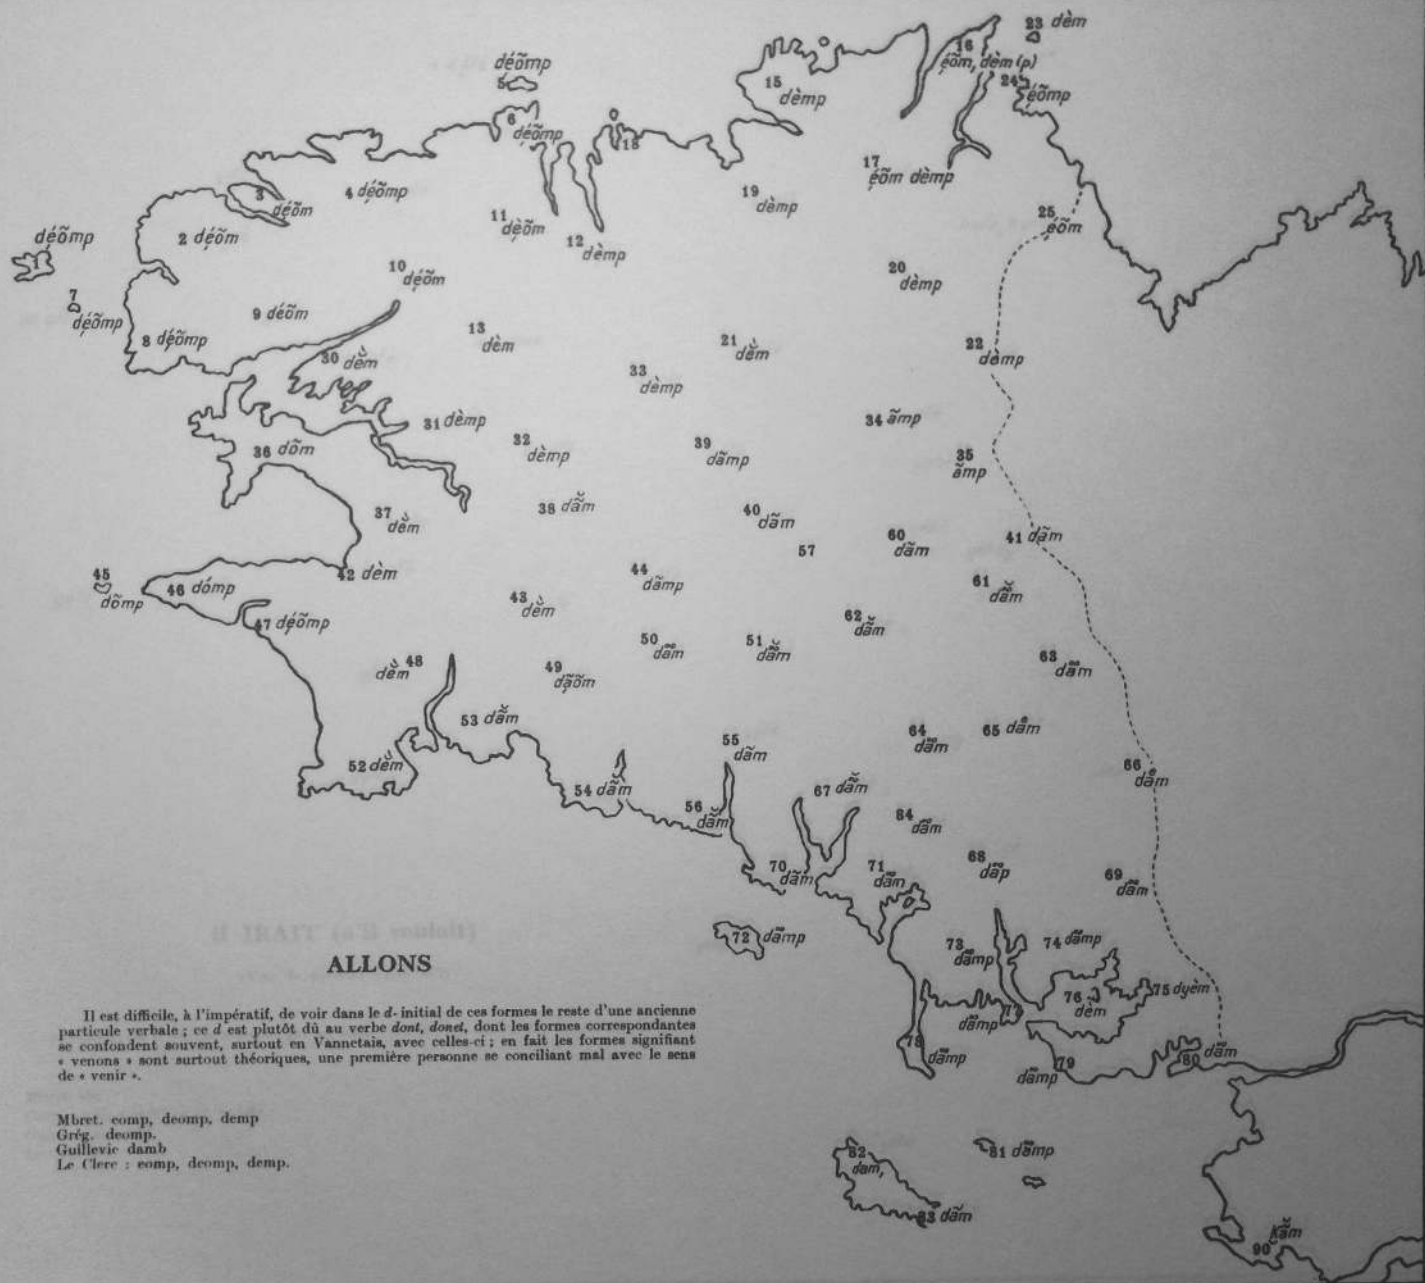 23 dèm
16
éõm, dèm (p)
déõmp
5
24
éõmp
15
dèmp
6
déõmp
18
17
éõm dèmp
3
déõm
4 déõmp
19
dèmp
11
dèõm
25
éõm
déõmp
1
2 déõm
12
dèmp
10
déõm
20
dèmp
7
déõmp
9 déõm
8 déõmp
13
dèm
21
dèm
22
dèmp
30 dèm
33
dèmp
31 dèmp
34 ãmp
32
dèmp
39
dãmp
35
ãmp
36 dõm
38 dãm
37
dèm
40
dãm
57
60
dãm
41 dãm
42 dèm
44
dãmp
45
dõmp
46 dómp
61
dãm
43
dèm
47 déõmp
62
dãm
50
dãm
51
dãm
63
dãm
dèm 48
49
dãõm
53 dãm
64
dãm
65 dãm
55
dãm
52 dèm
66
dãm
54 dãm
67 dãm
56
dãm
84
dãm
70
dãm
71
dãm
68
dãp
69
dãm
72 dãmp
73
dãmp
74 dãmp
ALLONS
76
dèm
75 dyèm
77
dãmp
78
dãmp
79
dãmp
80 dãm
Il est difficile, à l'impératif, de voir dans le d- initial de ces formes le reste d'une ancienne
particule verbale ; ce d est plutôt dû au verbe dont, donet, dont les formes correspondantes
se confondent souvent, surtout en Vannetais, avec celles-ci ; en fait les formes signifiant
« venons » sont surtout théoriques, une première personne se conciliant mal avec le sens
de « venir ».
Mbret. eomp, deomp, demp
Grég. deomp.
Guillevic damb
Le Clerc : eomp, deomp, demp.
82
dam,
81 dãmp
83 dãm
90 kãm